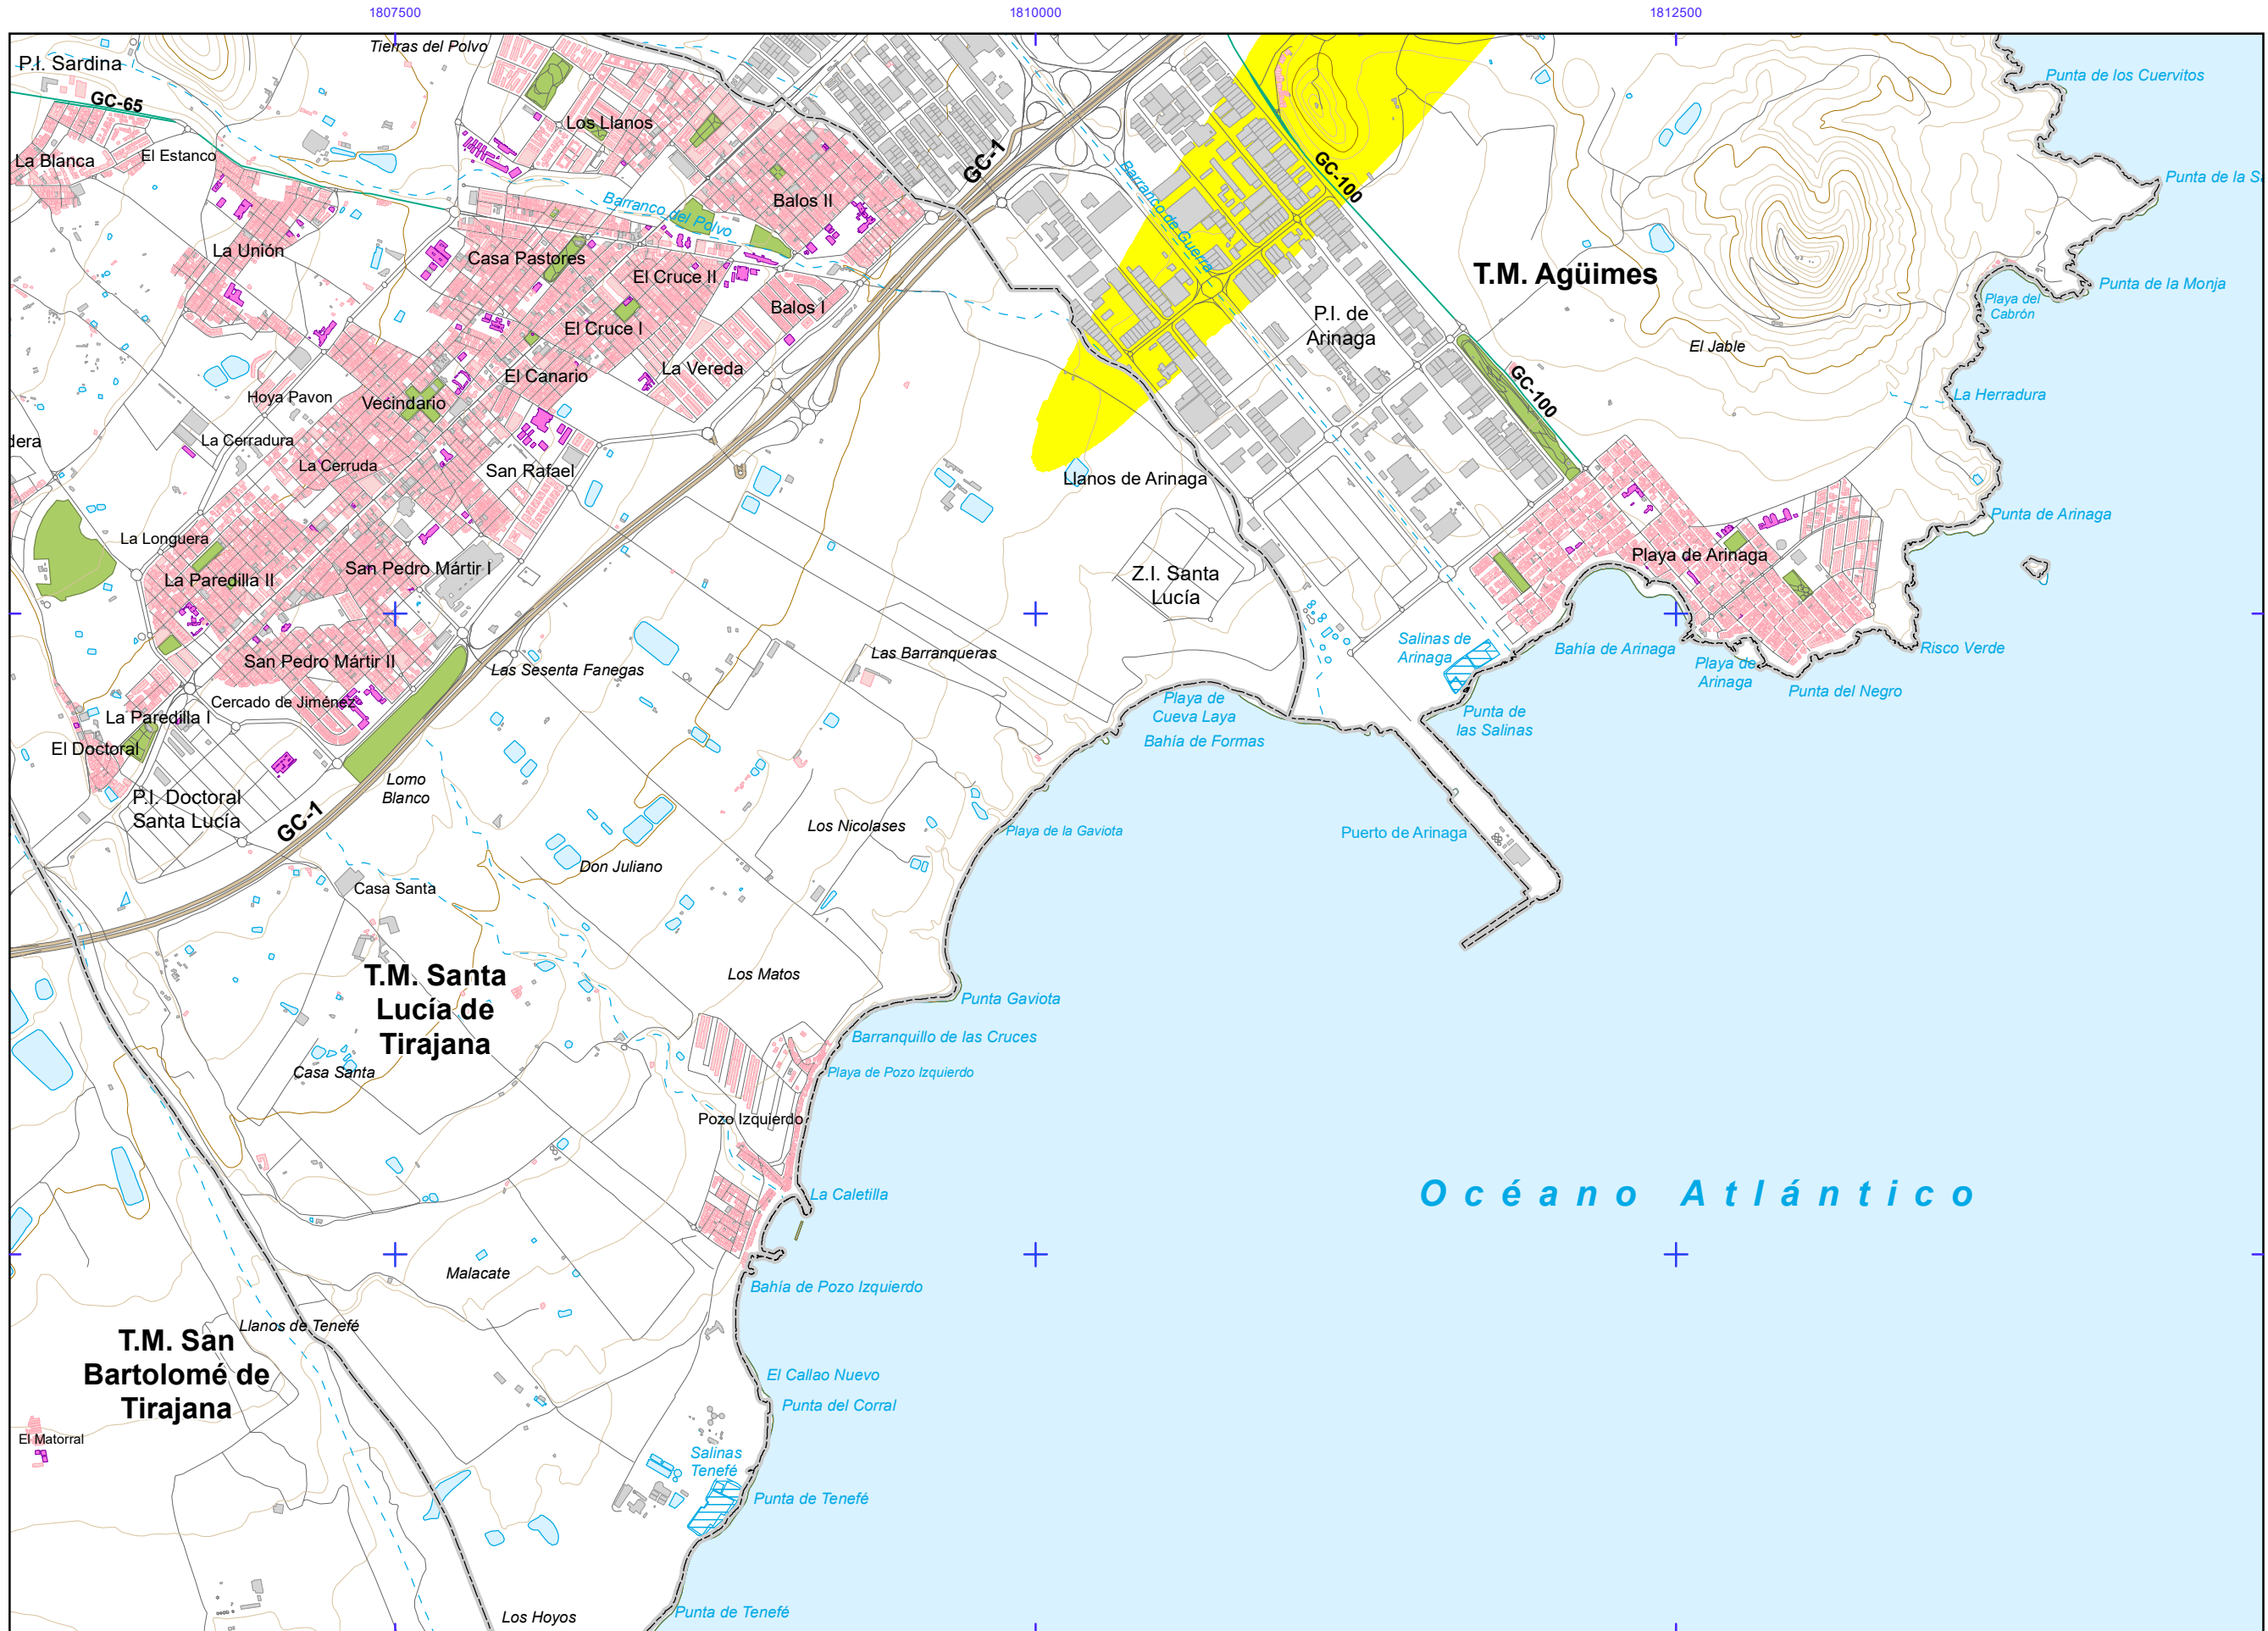 1807500
1810000
1812500
Tierras del Polvo
P.I. Sardina
GC-65
Los Llanos
La Blanca
El Estanco
Punta de los Cuervitos
GC-1
GC-100
Barranco de Guerra
Balos II
Barranco del Polvo
La Unión
Casa Pastores
El Cruce II
T.M. Agüimes
Punta de la Monja
Playa del
Cabrón
Balos I
El Cruce I
P.I. de
Arinaga
El Jable
La Vereda
El Canario
Hoya Pavon
Vecindario
GC-100
La Herradura
La Cerradura
La Cerruda
San Rafael
Llanos de Arinaga
Punta de Arinaga
La Longuera
La Paredilla II
San Pedro Mártir I
Z.I. Santa
Lucía
Playa de Arinaga
Salinas de
Arinaga
Bahía de Arinaga
Risco Verde
Las Barranqueras
San Pedro Mártir II
Las Sesenta Fanegas
Playa de
Arinaga
Punta del Negro
Cercado de Jiménez
La Paredilla I
Playa de
Cueva Laya
Bahía de Formas
Punta de
las Salinas
El Doctoral
Lomo
Blanco
P.I. Doctoral
Santa Lucía
GC-1
Los Nicolases
Playa de la Gaviota
Puerto de Arinaga
Don Juliano
Casa Santa
T.M. Santa
Lucía de
Tirajana
Los Matos
Punta Gaviota
Barranquillo de las Cruces
Casa Santa
Playa de Pozo Izquierdo
Pozo Izquierdo
La Caletilla
Océano Atlántico
Malacate
Bahía de Pozo Izquierdo
Llanos de Tenefé
T.M. San
Bartolomé de
Tirajana
El Callao Nuevo
Punta del Corral
El Matorral
Salinas
Tenefé
Punta de Tenefé
Los Hoyos
Punta de Tenefé